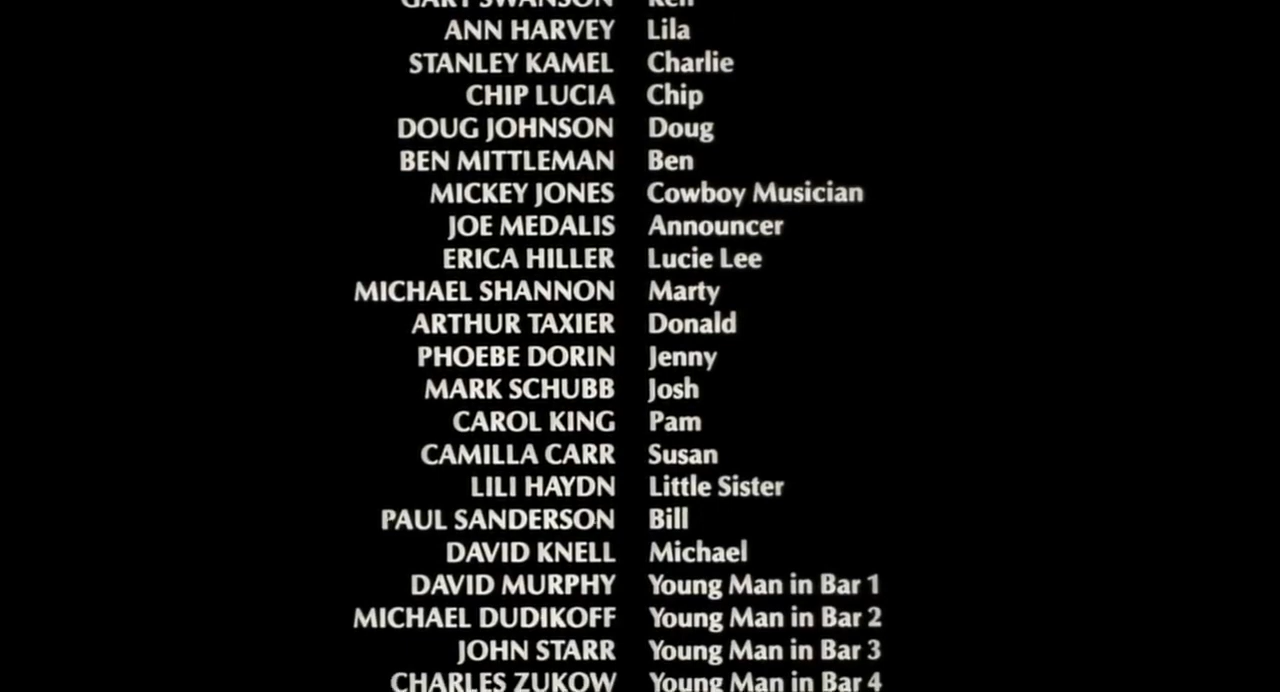 GARY SWANSON Ken
ANN HARVEY Lila
STANLEY KAMEL Charlie
CHIP LUCIA Chip
DOUG JOHNSON Doug
BEN MITTLEMAN Ben
MICKEY JONES Cowboy Musician
JOE MEDALIS Announcer
ERICA HILLER Lucie Lee
MICHAEL SHANNON Marty
ARTHUR TAXIER Donald
PHOEBE DORIN Jenny
MARK SCHUBB Josh
CAROL KING Pam
CAMILLA CARR Susan
LILI HAYDN Little Sister
PAUL SANDERSON Bill
DAVID KNELL Michael
DAVID MURPHY Young Man in Bar 1
MICHAEL DUDIKOFF Young Man in Bar 2
JOHN STARR Young Man in Bar 3
CHARLES ZUKOW Young Man in Bar 4